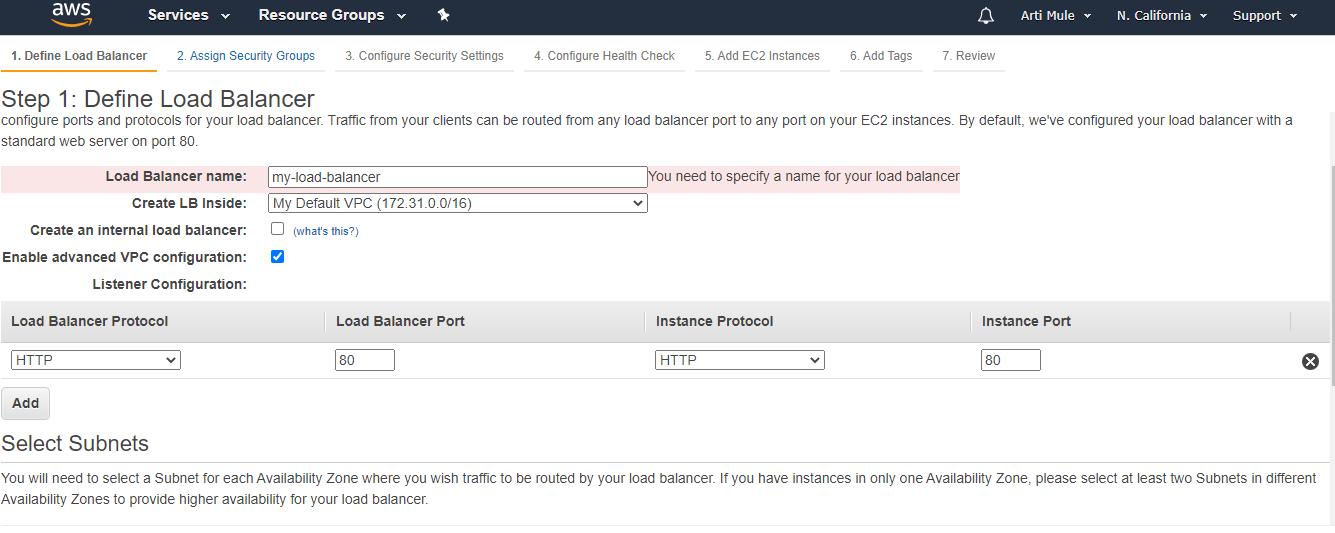 aws Services Resource Groups Arti Mule N. California Support
1. Define Load Balancer 2. Assign Security Groups 3. Configure Security Settings 4. Configure Health Check 5. Add EC2 Instances 6. Add Tags 7. Review
Step 1: Define Load Balancer
configure ports and protocols for your load balancer. Traffic from your clients can be routed from any load balancer port to any port on your EC2 instances. By default, we've configured your load balancer with a
standard web server on port 80.
Load Balancer name: my-load-balancer You need to specify a name for your load balancer
Create LB Inside: My Default VPC (172.31.0.0/16)
Create an internal load balancer: (what's this?)
Enable advanced VPC configuration:
Listener Configuration:
Load Balancer Protocol Load Balancer Port Instance Protocol Instance Port
HTTP 80 HTTP 80
Add
Select Subnets
You will need to select a Subnet for each Availability Zone where you wish traffic to be routed by your load balancer. If you have instances in only one Availability Zone, please select at least two Subnets in different
Availability Zones to provide higher availability for your load balancer.